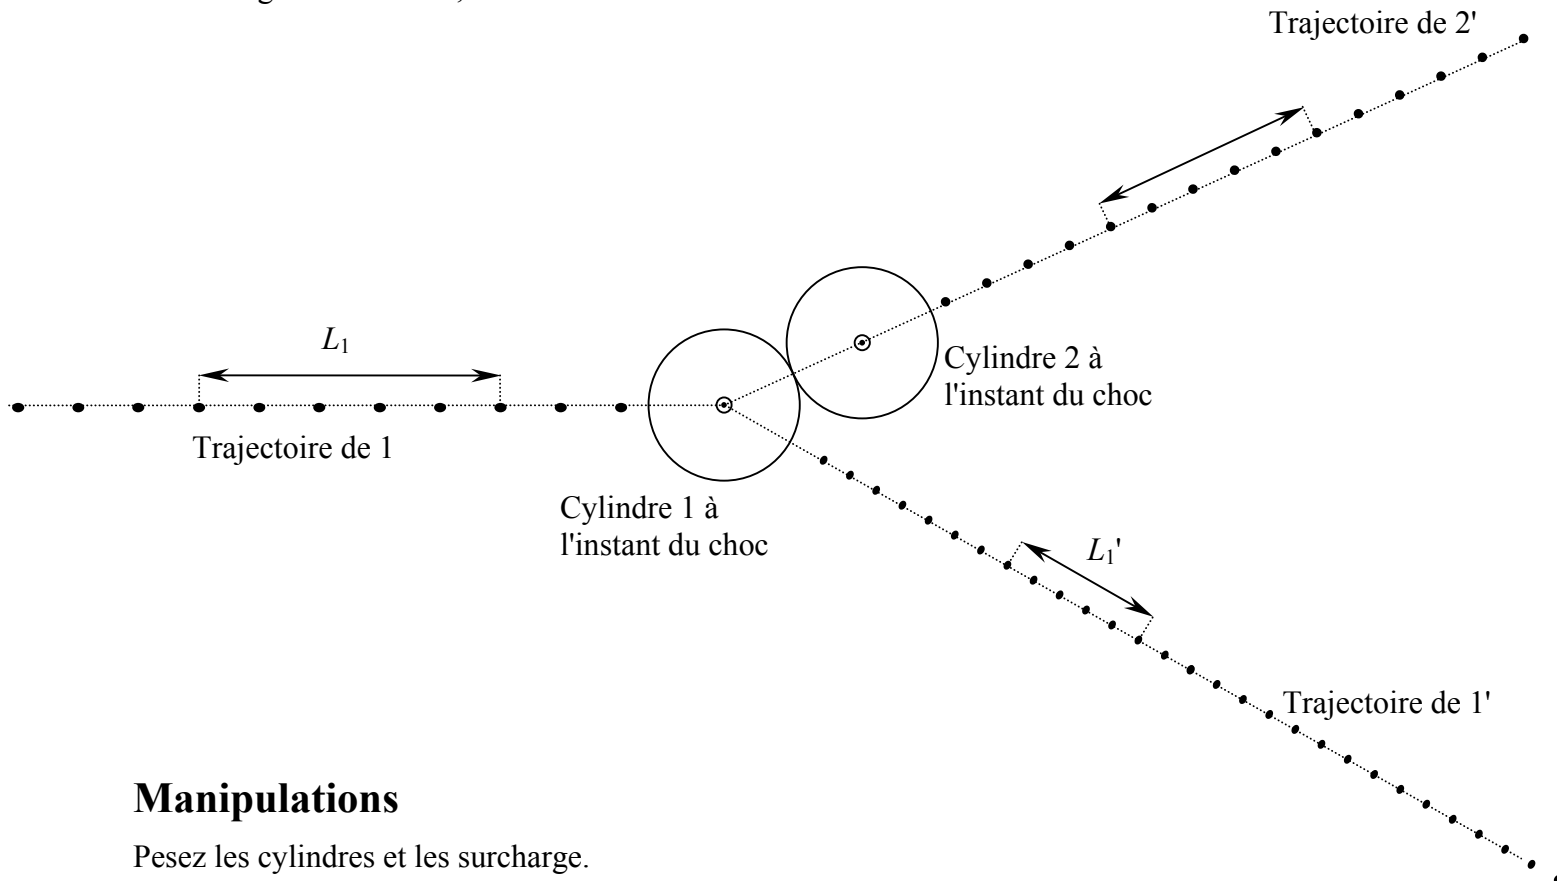 Trajectoire de 2'
L1
Cylindre 2 à
l'instant du choc
Trajectoire de 1
Cylindre 1 à
l'instant du choc
L1'
Trajectoire de 1'
Manipulations
Pesez les cylindres et les surcharge.